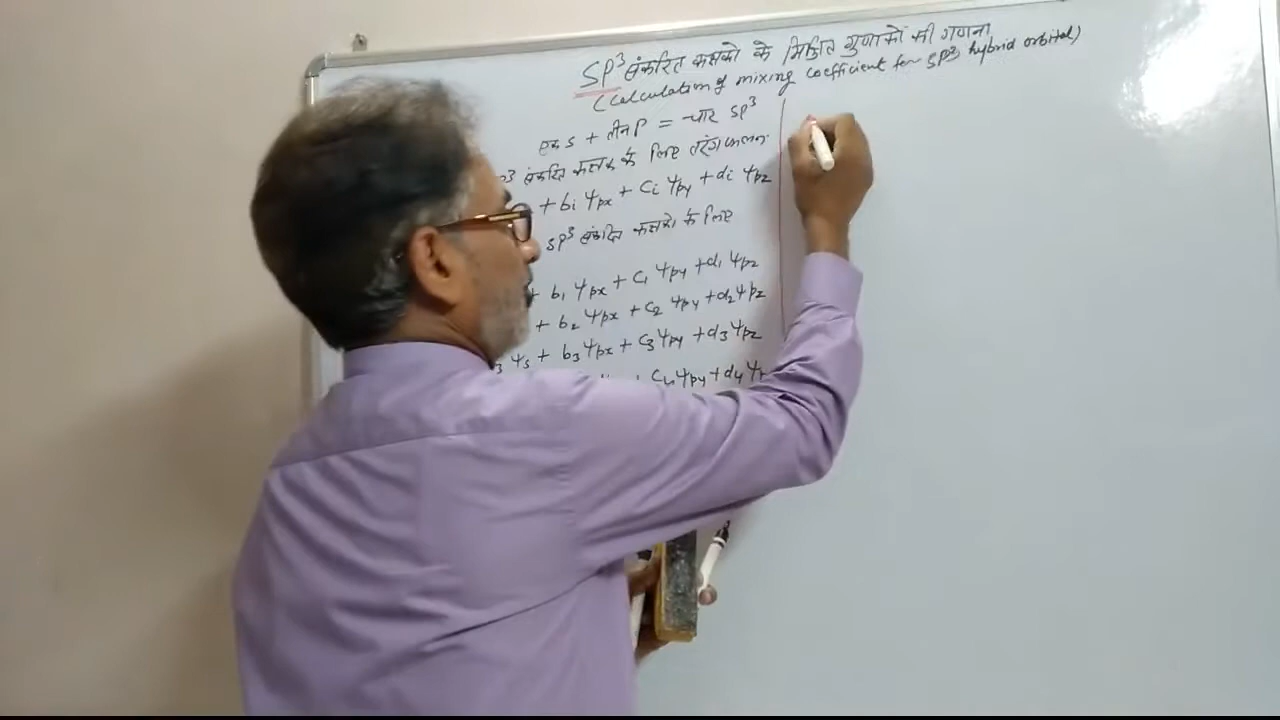 SP³ संकरित कक्षको के मिश्रित गुणाकों की गणना
(Calculation of mixing coefficient for SP³ hybrid orbital)
एक s + तीन P = चार SP³
संकरित कक्षक के लिए तरंग फलन
+ bi Ψpx + Ci Ψpy + di Ψpz
SP³ संकरित कक्षको के लिए
+ b₁ Ψpx + C₁ Ψpy + d₁ Ψpz
+ b₂ Ψpx + C₂ Ψpy + d₂ Ψpz
₃ Ψs + b₃ Ψpx + C₃ Ψpy + d₃ Ψpz
C₄ Ψpy + d₄ Ψ